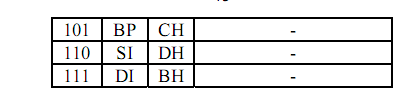 101 BP CH -
110 SI DH -
111 DI BH -